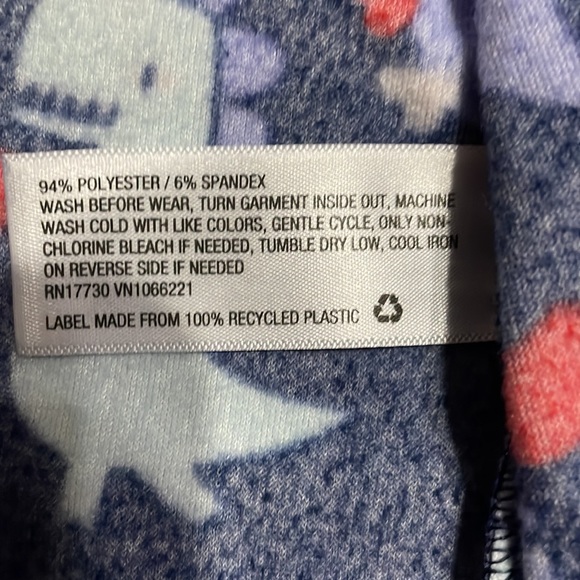 94% POLYESTER / 6% SPANDEX
WASH BEFORE WEAR, TURN GARMENT INSIDE OUT, MACHINE
WASH COLD WITH LIKE COLORS, GENTLE CYCLE, ONLY NON-
CHLORINE BLEACH IF NEEDED, TUMBLE DRY LOW, COOL IRON
ON REVERSE SIDE IF NEEDED
RN17730 VN1066221
LABEL MADE FROM 100% RECYCLED PLASTIC